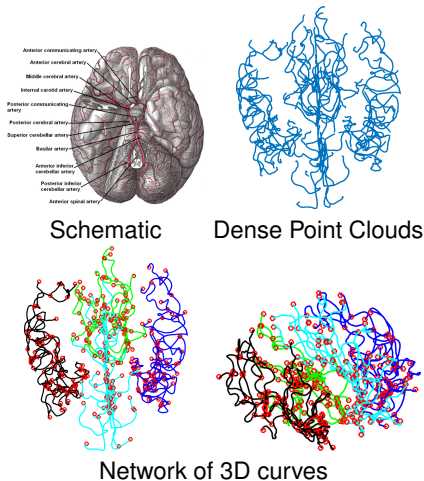 Anterior communicating artery
Anterior cerebral artery
Middle cerebral artery
Internal carotid artery
Posterior communicating
artery
Posterior cerebral artery
Superior cerebellar artery
Basilar artery
Anterior inferior
cerebellar artery
Posterior inferior
cerebellar artery
Anterior spinal artery
Schematic
Dense Point Clouds
Network of 3D curves